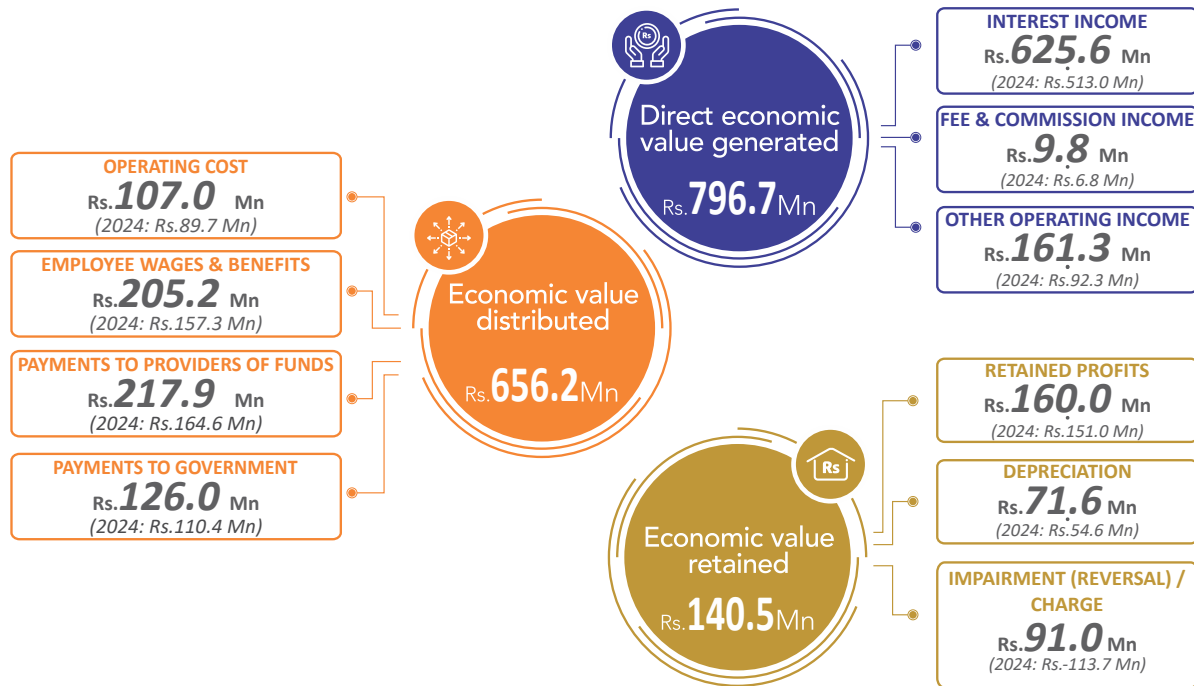 Rs
Direct economic
value generated
Rs.796.7Mn
INTEREST INCOME
Rs.625.6 Mn
(2024: Rs.513.0 Mn)
FEE & COMMISSION INCOME
Rs.9.8 Mn
(2024: Rs.6.8 Mn)
OTHER OPERATING INCOME
Rs.161.3 Mn
(2024: Rs.92.3 Mn)
OPERATING COST
Rs.107.0 Mn
(2024: Rs.89.7 Mn)
EMPLOYEE WAGES & BENEFITS
Rs.205.2 Mn
(2024: Rs.157.3 Mn)
PAYMENTS TO PROVIDERS OF FUNDS
Rs.217.9 Mn
(2024: Rs.164.6 Mn)
PAYMENTS TO GOVERNMENT
Rs.126.0 Mn
(2024: Rs.110.4 Mn)
Economic value
distributed
Rs.656.2Mn
Rs
Economic value
retained
Rs.140.5Mn
RETAINED PROFITS
Rs.160.0 Mn
(2024: Rs.151.0 Mn)
DEPRECIATION
Rs.71.6 Mn
(2024: Rs.54.6 Mn)
IMPAIRMENT (REVERSAL) /
CHARGE
Rs.91.0 Mn
(2024: Rs.-113.7 Mn)